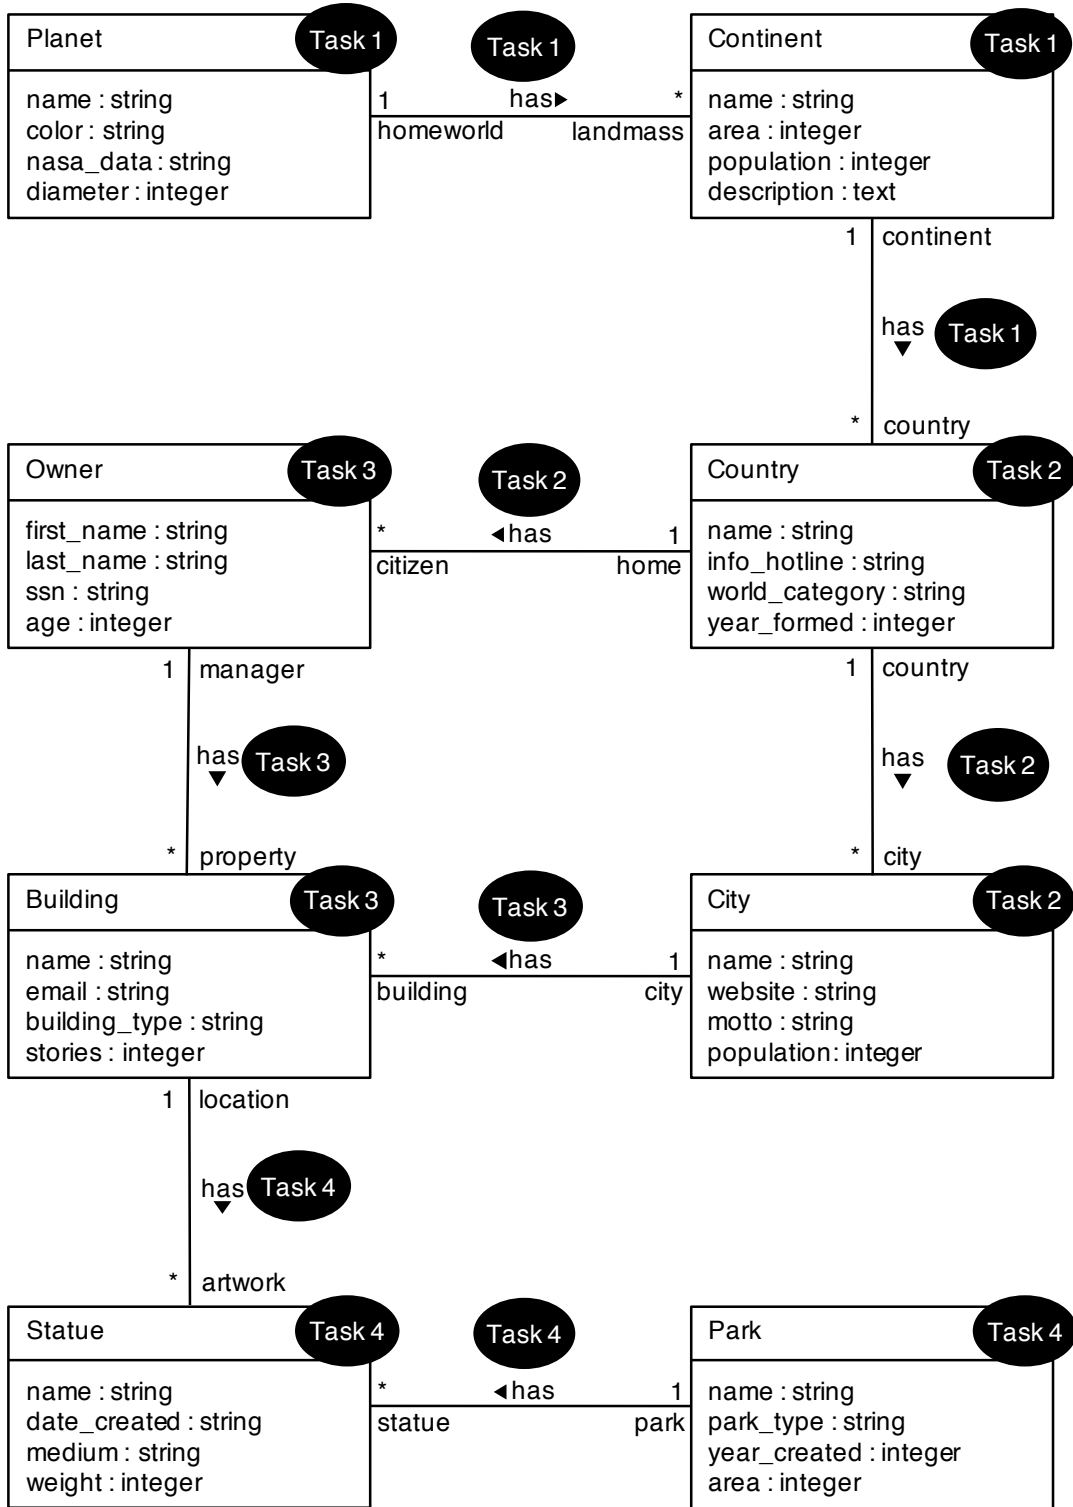 Planet
Task 1
name : string
color : string
nasa_data : string
diameter : integer
Task 1
1 has▶ *
homeworld landmass
Continent
Task 1
name : string
area : integer
population : integer
description : text
1 continent
has
▼
Task 1
* country
Owner
Task 3
first_name : string
last_name : string
ssn : string
age : integer
Task 2
* ◀has 1
citizen home
Country
Task 2
name : string
info_hotline : string
world_category : string
year_formed : integer
1 manager
has
▼
Task 3
* property
1 country
has
▼
Task 2
* city
Building
Task 3
name : string
email : string
building_type : string
stories : integer
Task 3
* ◀has 1
building city
City
Task 2
name : string
website : string
motto : string
population: integer
1 location
has
▼
Task 4
* artwork
Statue
Task 4
name : string
date_created : string
medium : string
weight : integer
Task 4
* ◀has 1
statue park
Park
Task 4
name : string
park_type : string
year_created : integer
area : integer